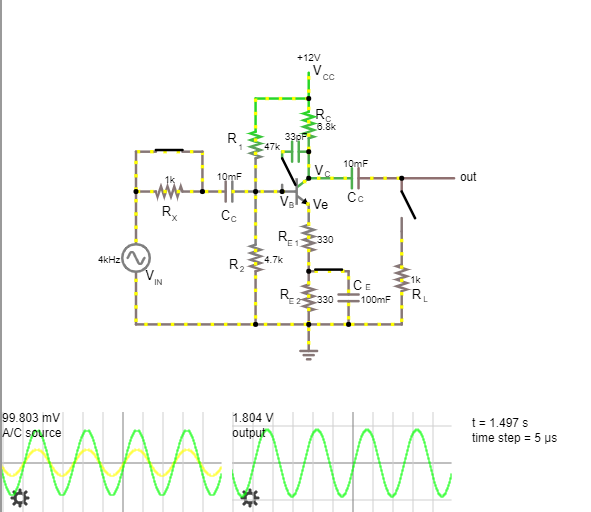 +12V
V CC
R C
6.8k
33pF
R 1
47k
V C
10mF
C C
out
1k
R X
10mF
C C
V B
Ve
R E1
330
4kHz
V IN
R 2
4.7k
R E2
330
C E
100mF
1k
R L
99.803 mV
A/C source
1.804 V
output
t = 1.497 s
time step = 5 µs